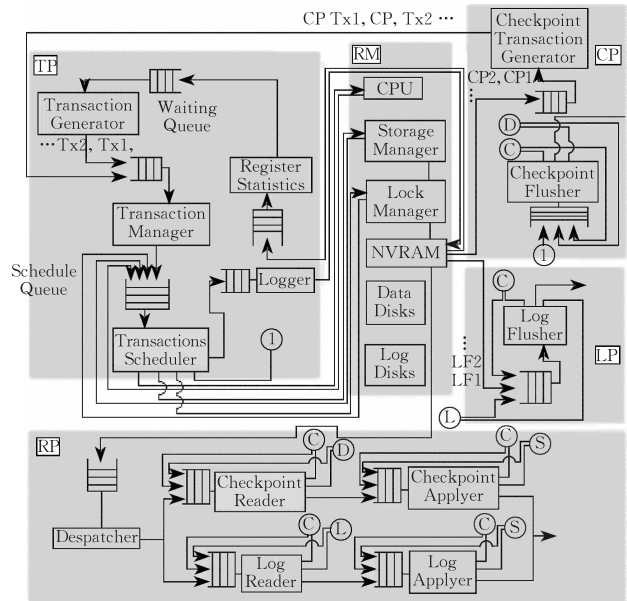 CP Tx1, CP, Tx2 ···
Checkpoint
Transaction
Generator
CP
CP2, CP1
⋮
TP
RM
Transaction
Generator
Waiting
Queue
···Tx2, Tx1,
Register
Statistics
Transaction
Manager
Schedule
Queue
Logger
Transactions
Scheduler
1
CPU
Storage
Manager
Lock
Manager
NVRAM
Data
Disks
Log
Disks
D
C
Checkpoint
Flusher
1
C
Log
Flusher
LP
⋮
LF2
LF1
L
RP
Despatcher
C
D
Checkpoint
Reader
C
S
Checkpoint
Applyer
C
L
Log
Reader
C
S
Log
Applyer